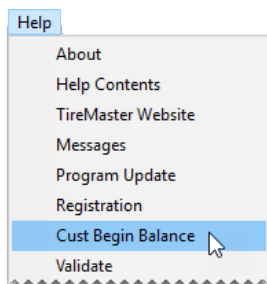 Help
About
Help Contents
TireMaster Website
Messages
Program Update
Registration
Cust Begin Balance
Validate